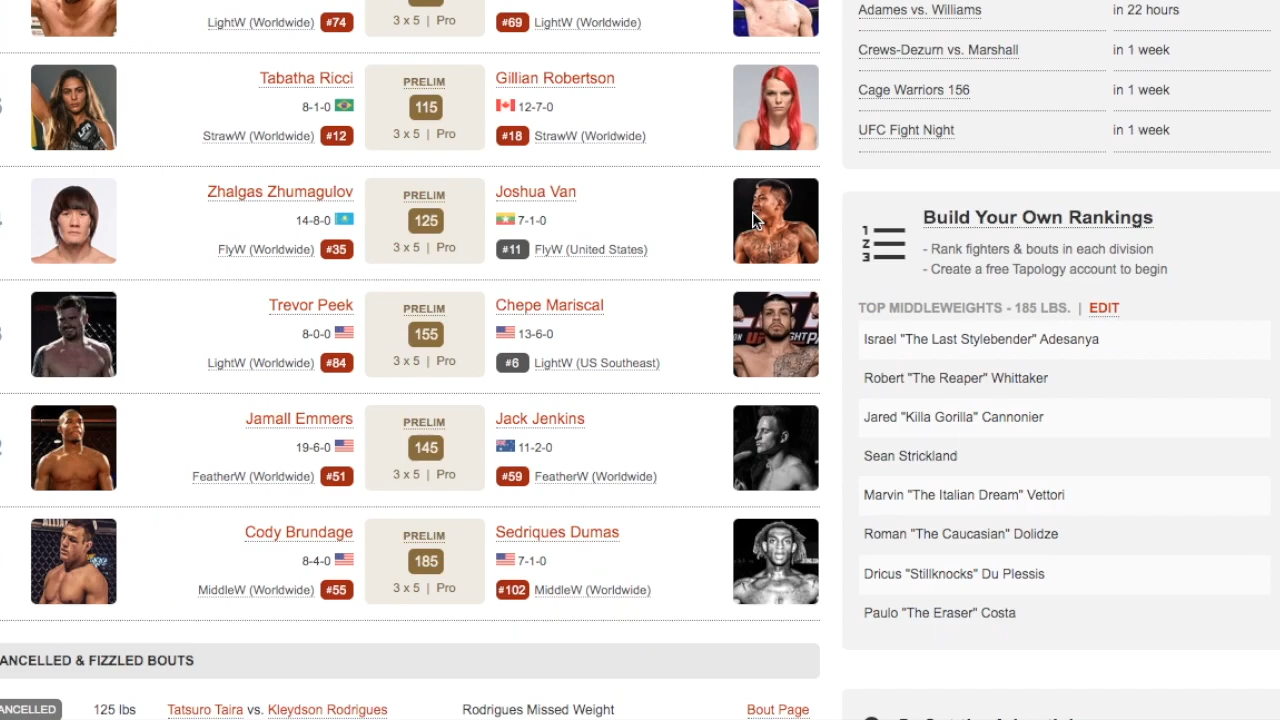 LightW (Worldwide) #74
3 x 5 | Pro
#69 LightW (Worldwide)
Tabatha Ricci
8-1-0
StrawW (Worldwide) #12
PRELIM
115
3 x 5 | Pro
Gillian Robertson
12-7-0
#18 StrawW (Worldwide)
Zhalgas Zhumagulov
14-8-0
FlyW (Worldwide) #35
PRELIM
125
3 x 5 | Pro
Joshua Van
7-1-0
#11 FlyW (United States)
Trevor Peek
8-0-0
LightW (Worldwide) #84
PRELIM
155
3 x 5 | Pro
Chepe Mariscal
13-6-0
#6 LightW (US Southeast)
Jamall Emmers
19-6-0
FeatherW (Worldwide) #51
PRELIM
145
3 x 5 | Pro
Jack Jenkins
11-2-0
#59 FeatherW (Worldwide)
Cody Brundage
8-4-0
MiddleW (Worldwide) #55
PRELIM
185
3 x 5 | Pro
Sedriques Dumas
7-1-0
#102 MiddleW (Worldwide)
ANCELLED & FIZZLED BOUTS
ANCELLED 125 lbs Tatsuro Taira vs. Kleydson Rodrigues Rodrigues Missed Weight Bout Page
Adames vs. Williams in 22 hours
Crews-Dezurn vs. Marshall in 1 week
Cage Warriors 156 in 1 week
UFC Fight Night in 1 week
Build Your Own Rankings
- Rank fighters & bouts in each division
- Create a free Tapology account to begin
TOP MIDDLEWEIGHTS - 185 LBS. | EDIT
Israel "The Last Stylebender" Adesanya
Robert "The Reaper" Whittaker
Jared "Killa Gorilla" Cannonier
Sean Strickland
Marvin "The Italian Dream" Vettori
Roman "The Caucasian" Dolidze
Dricus "Stillknocks" Du Plessis
Paulo "The Eraser" Costa